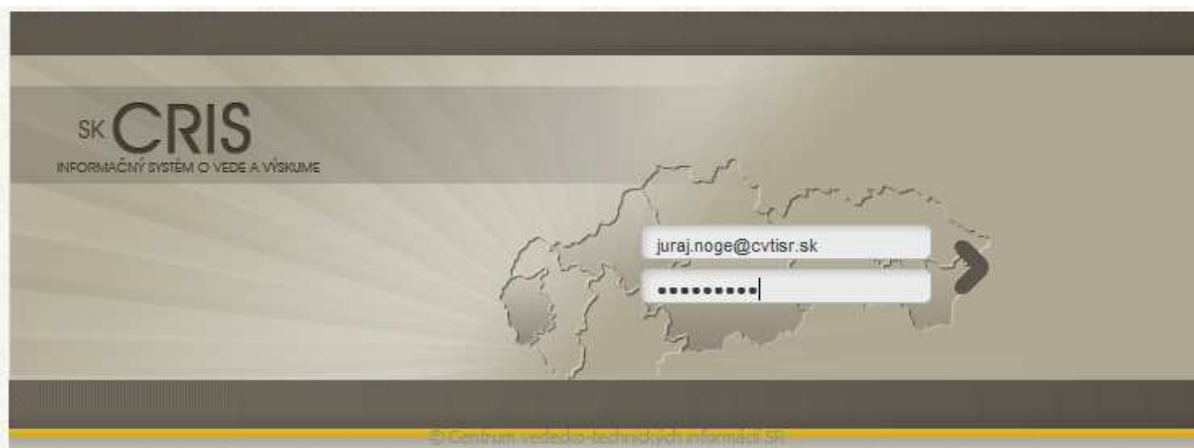 SK CRIS
INFORMAČNÝ SYSTÉM O VEDE A VÝSKUME
juraj.noge@cvtisr.sk
•••••••••
© Centrum vedecko-technických informácií SR